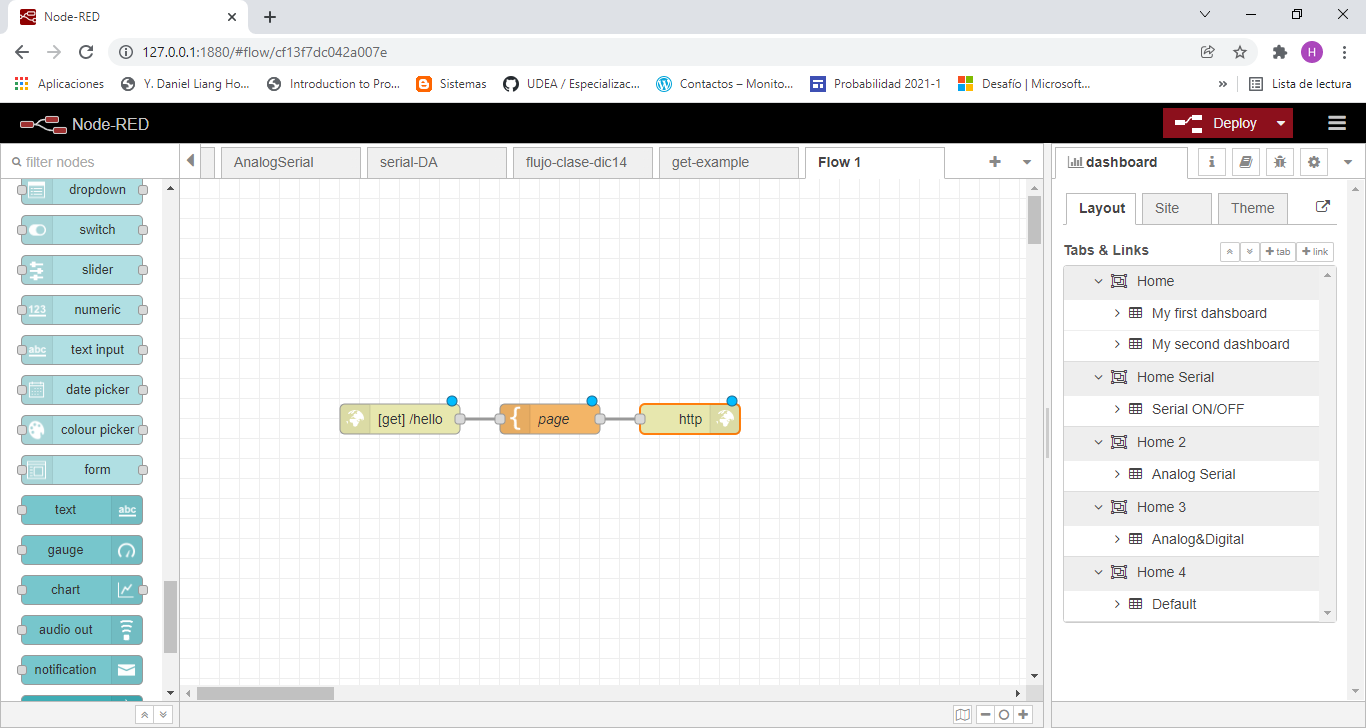 Node-RED
127.0.0.1:1880/#flow/cf13f7dc042a007e
H
Aplicaciones
Y. Daniel Liang Ho...
Introduction to Pro...
Sistemas
UDEA / Especializac...
Contactos – Monito...
Probabilidad 2021-1
Desafío | Microsoft...
»
Lista de lectura
Node-RED
Deploy
filter nodes
AnalogSerial
serial-DA
flujo-clase-dic14
get-example
Flow 1
dashboard
i
dropdown
switch
slider
123 numeric
abc text input
date picker
colour picker
form
text abc
gauge
chart
audio out
notification
[get] /hello
{ page
http
Layout
Site
Theme
Tabs & Links
tab
link
Home
My first dahsboard
My second dashboard
Home Serial
Serial ON/OFF
Home 2
Analog Serial
Home 3
Analog&Digital
Home 4
Default